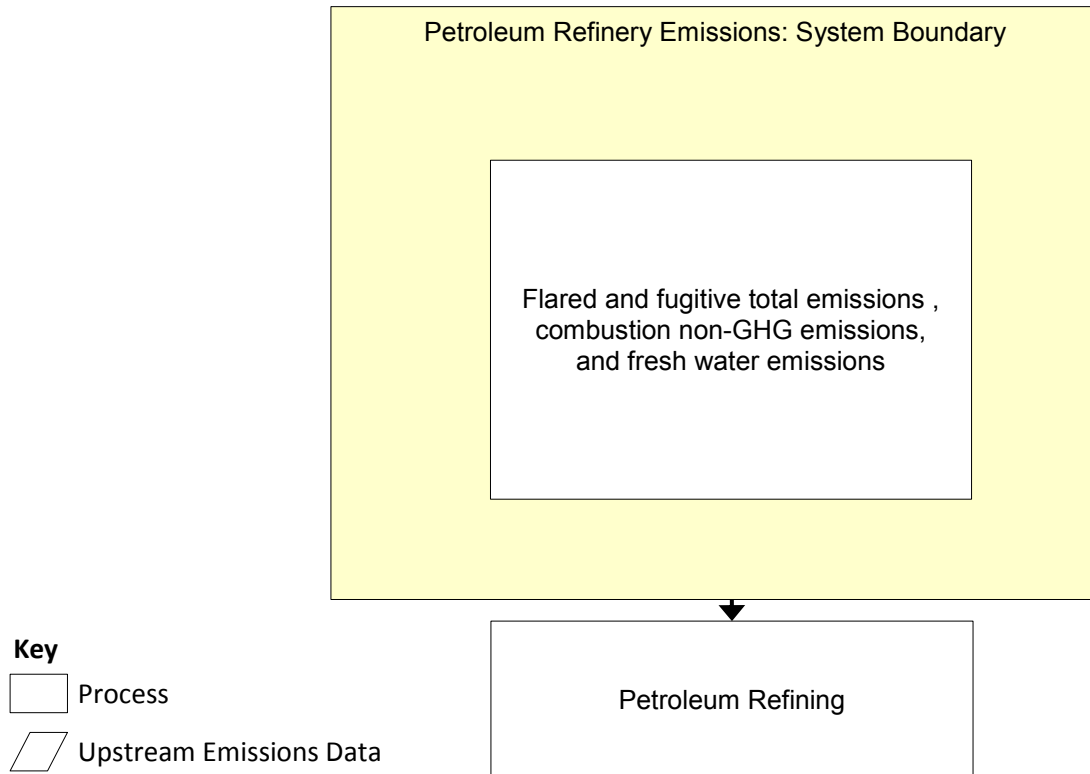 Petroleum Refinery Emissions: System Boundary
Flared and fugitive total emissions ,
combustion non-GHG emissions,
and fresh water emissions
Petroleum Refining
Key
Process
Upstream Emissions Data